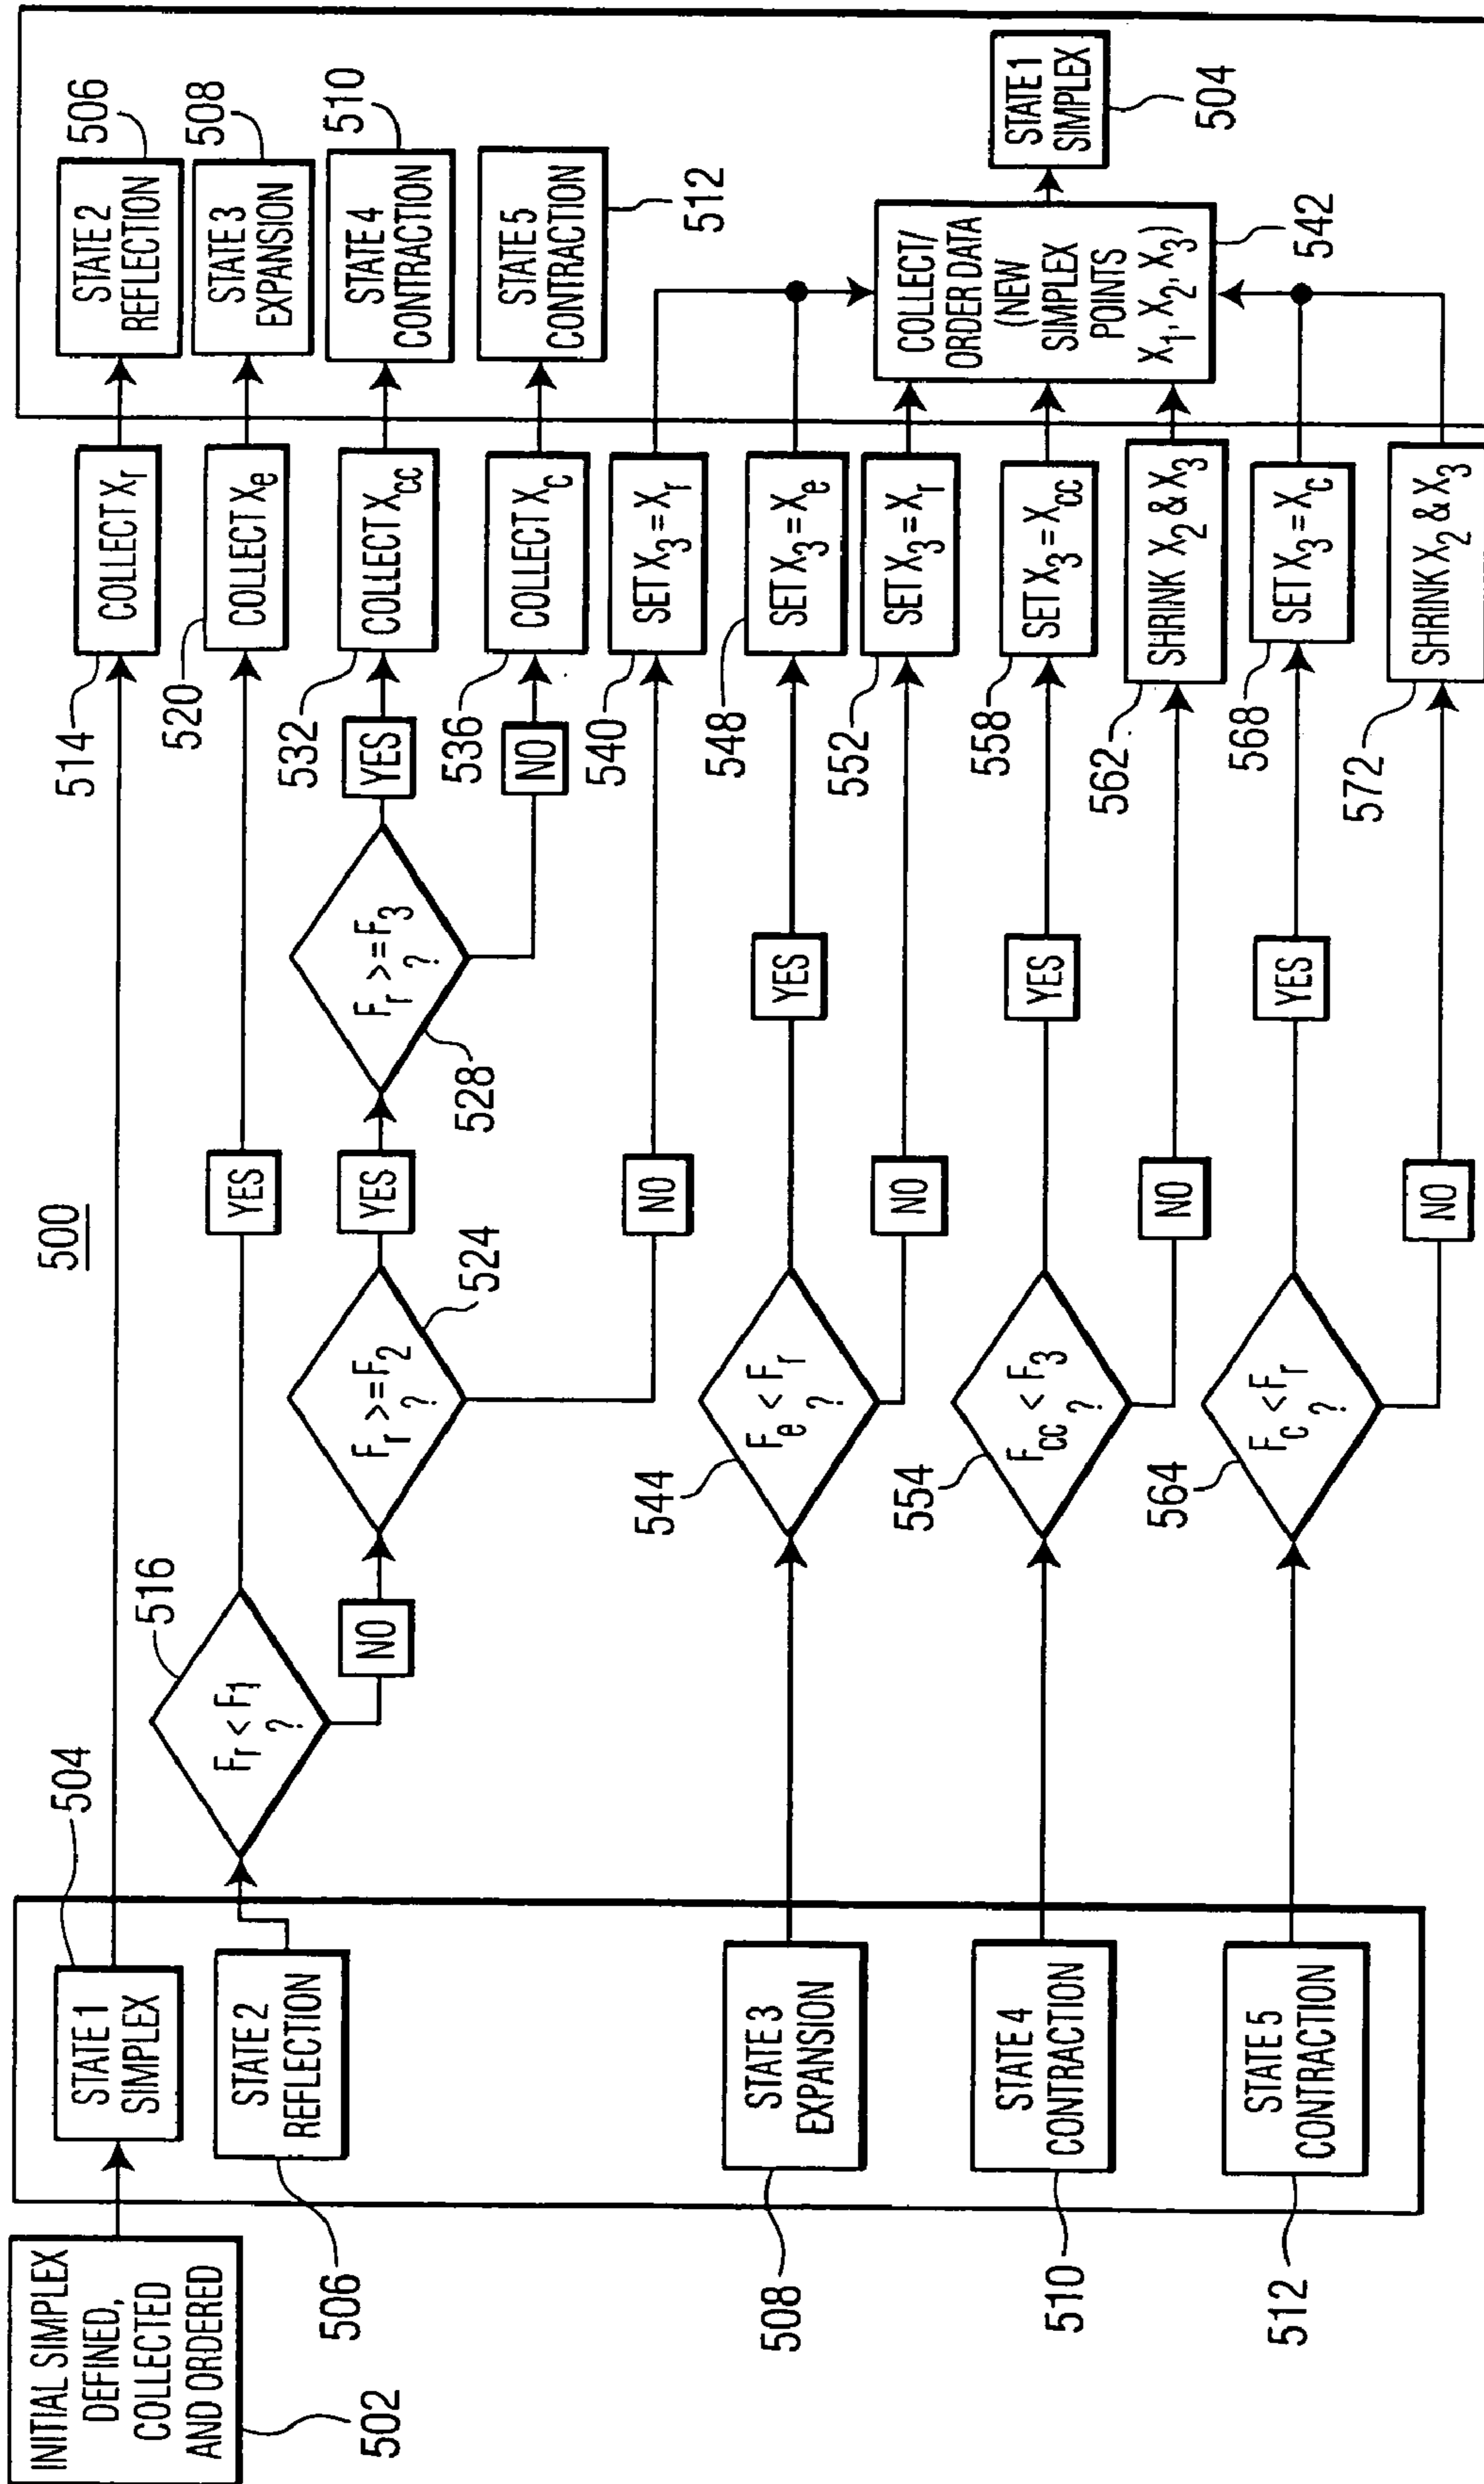 500
INITIAL SIMPLEX
DEFINED,
COLLECTED
AND ORDERED
502
STATE 1
SIMPLEX
504
STATE 2
REFLECTION
506
STATE 3
EXPANSION
508
STATE 4
CONTRACTION
510
STATE 5
CONTRACTION
512
COLLECT Xr
514
STATE 2
REFLECTION
506
Fr < F1
?
516
YES
COLLECT Xe
520
STATE 3
EXPANSION
508
NO
Fr >= F2
?
524
YES
Fr >= F3
?
528
YES
COLLECT Xcc
532
STATE 4
CONTRACTION
510
NO
COLLECT Xc
536
STATE 5
CONTRACTION
512
NO
SET X3 = Xr
540
Fe < Fr
?
544
YES
SET X3 = Xe
548
NO
SET X3 = Xr
552
Fcc < F3
?
554
YES
SET X3 = Xcc
558
NO
SHRINK X2 & X3
562
Fc < Fr
?
564
YES
SET X3 = Xc
568
NO
SHRINK X2 & X3
572
COLLECT/
ORDER DATA
(NEW
SIMPLEX
POINTS
X1, X2, X3)
542
STATE 1
SIMPLEX
504